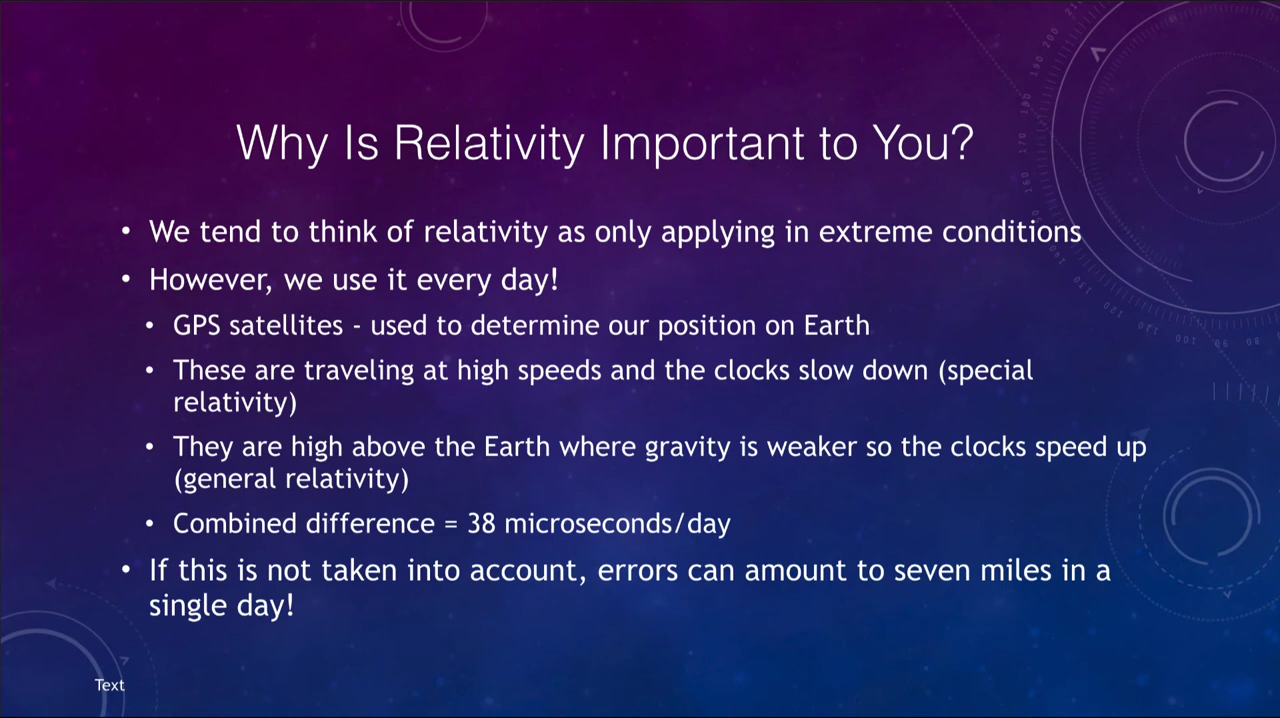 Why Is Relativity Important to You?
• We tend to think of relativity as only applying in extreme conditions
• However, we use it every day!
• GPS satellites - used to determine our position on Earth
• These are traveling at high speeds and the clocks slow down (special
relativity)
• They are high above the Earth where gravity is weaker so the clocks speed up
(general relativity)
• Combined difference = 38 microseconds/day
• If this is not taken into account, errors can amount to seven miles in a
single day!
Text